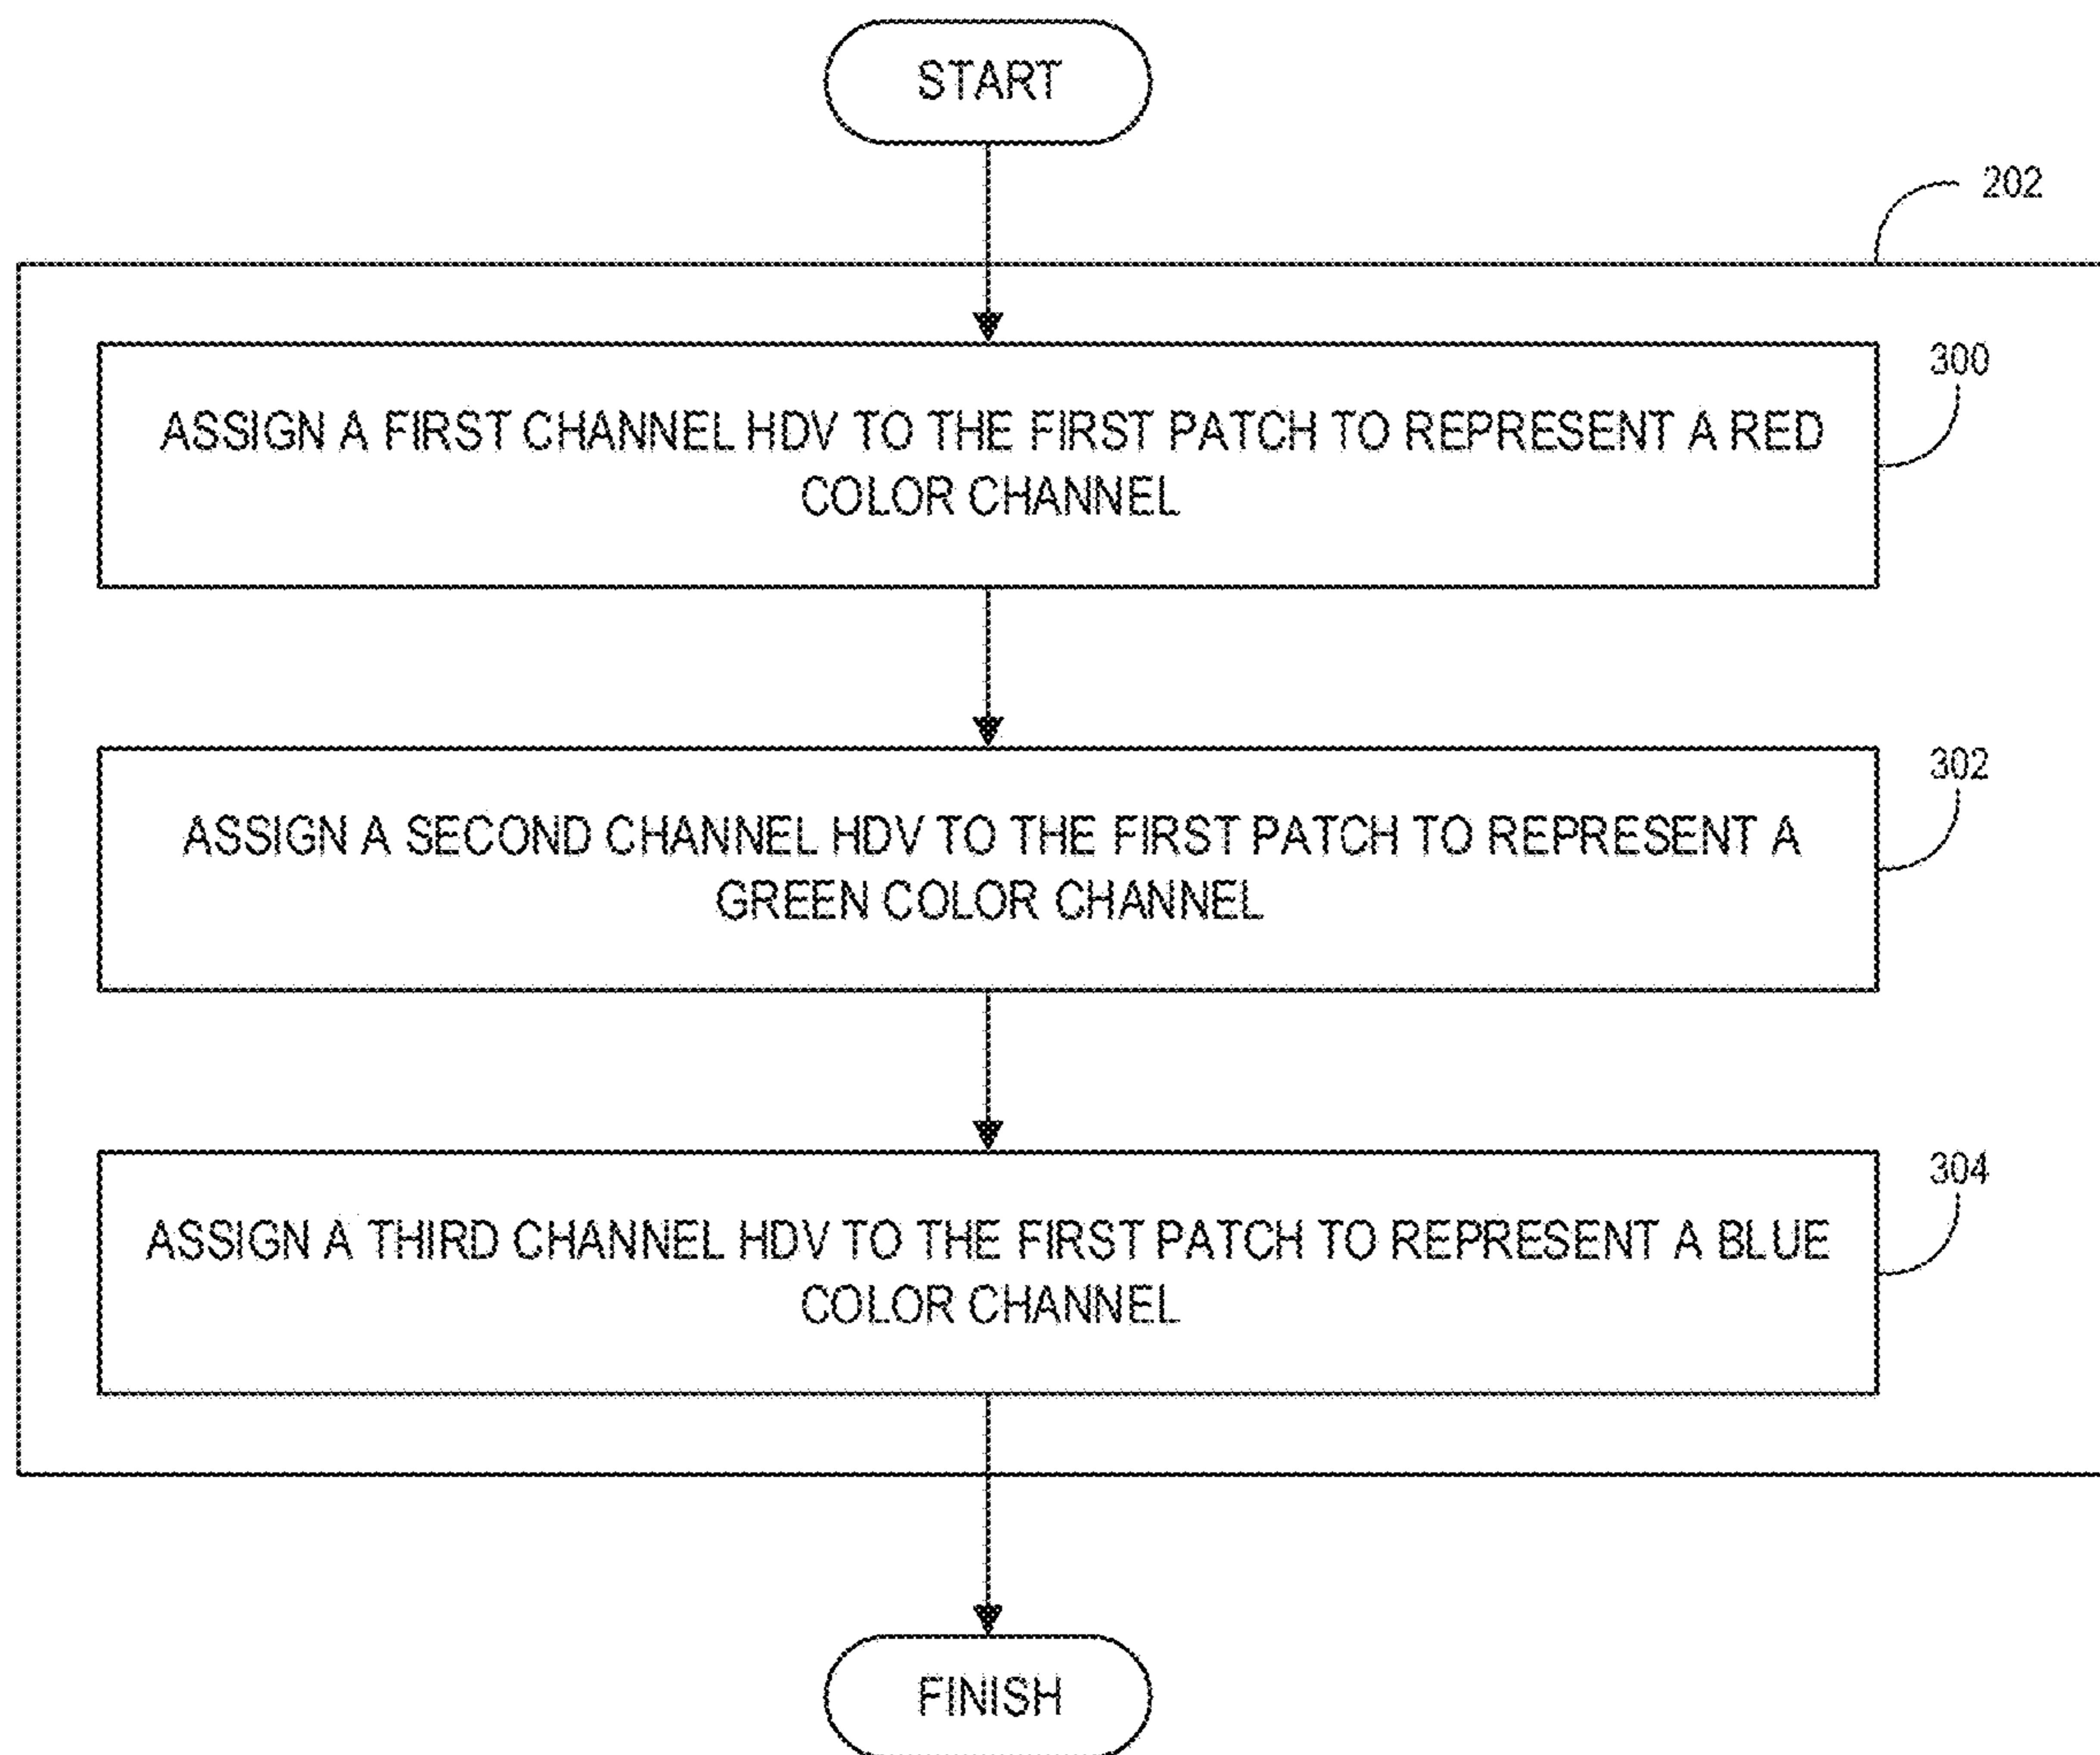 START
202
300
ASSIGN A FIRST CHANNEL HDV TO THE FIRST PATCH TO REPRESENT A RED
COLOR CHANNEL
302
ASSIGN A SECOND CHANNEL HDV TO THE FIRST PATCH TO REPRESENT A
GREEN COLOR CHANNEL
304
ASSIGN A THIRD CHANNEL HDV TO THE FIRST PATCH TO REPRESENT A BLUE
COLOR CHANNEL
FINISH